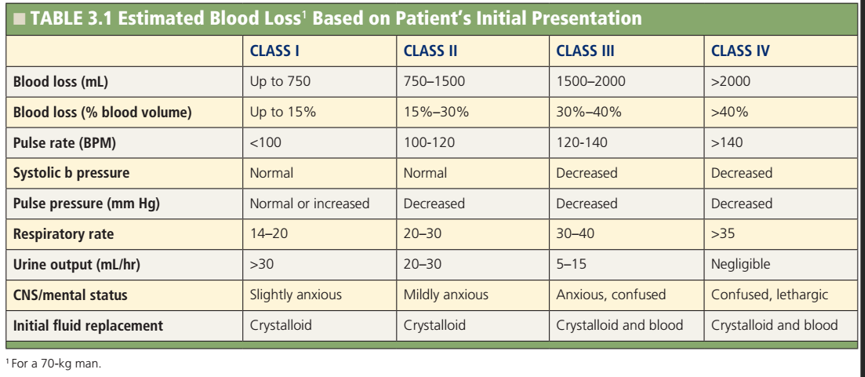 TABLE 3.1 Estimated Blood Loss¹ Based on Patient's Initial Presentation
CLASS I CLASS II CLASS III CLASS IV
Blood loss (mL) Up to 750 750–1500 1500–2000 >2000
Blood loss (% blood volume) Up to 15% 15%–30% 30%–40% >40%
Pulse rate (BPM) <100 100-120 120-140 >140
Systolic b pressure Normal Normal Decreased Decreased
Pulse pressure (mm Hg) Normal or increased Decreased Decreased Decreased
Respiratory rate 14–20 20–30 30–40 >35
Urine output (mL/hr) >30 20–30 5–15 Negligible
CNS/mental status Slightly anxious Mildly anxious Anxious, confused Confused, lethargic
Initial fluid replacement Crystalloid Crystalloid Crystalloid and blood Crystalloid and blood
¹ For a 70-kg man.